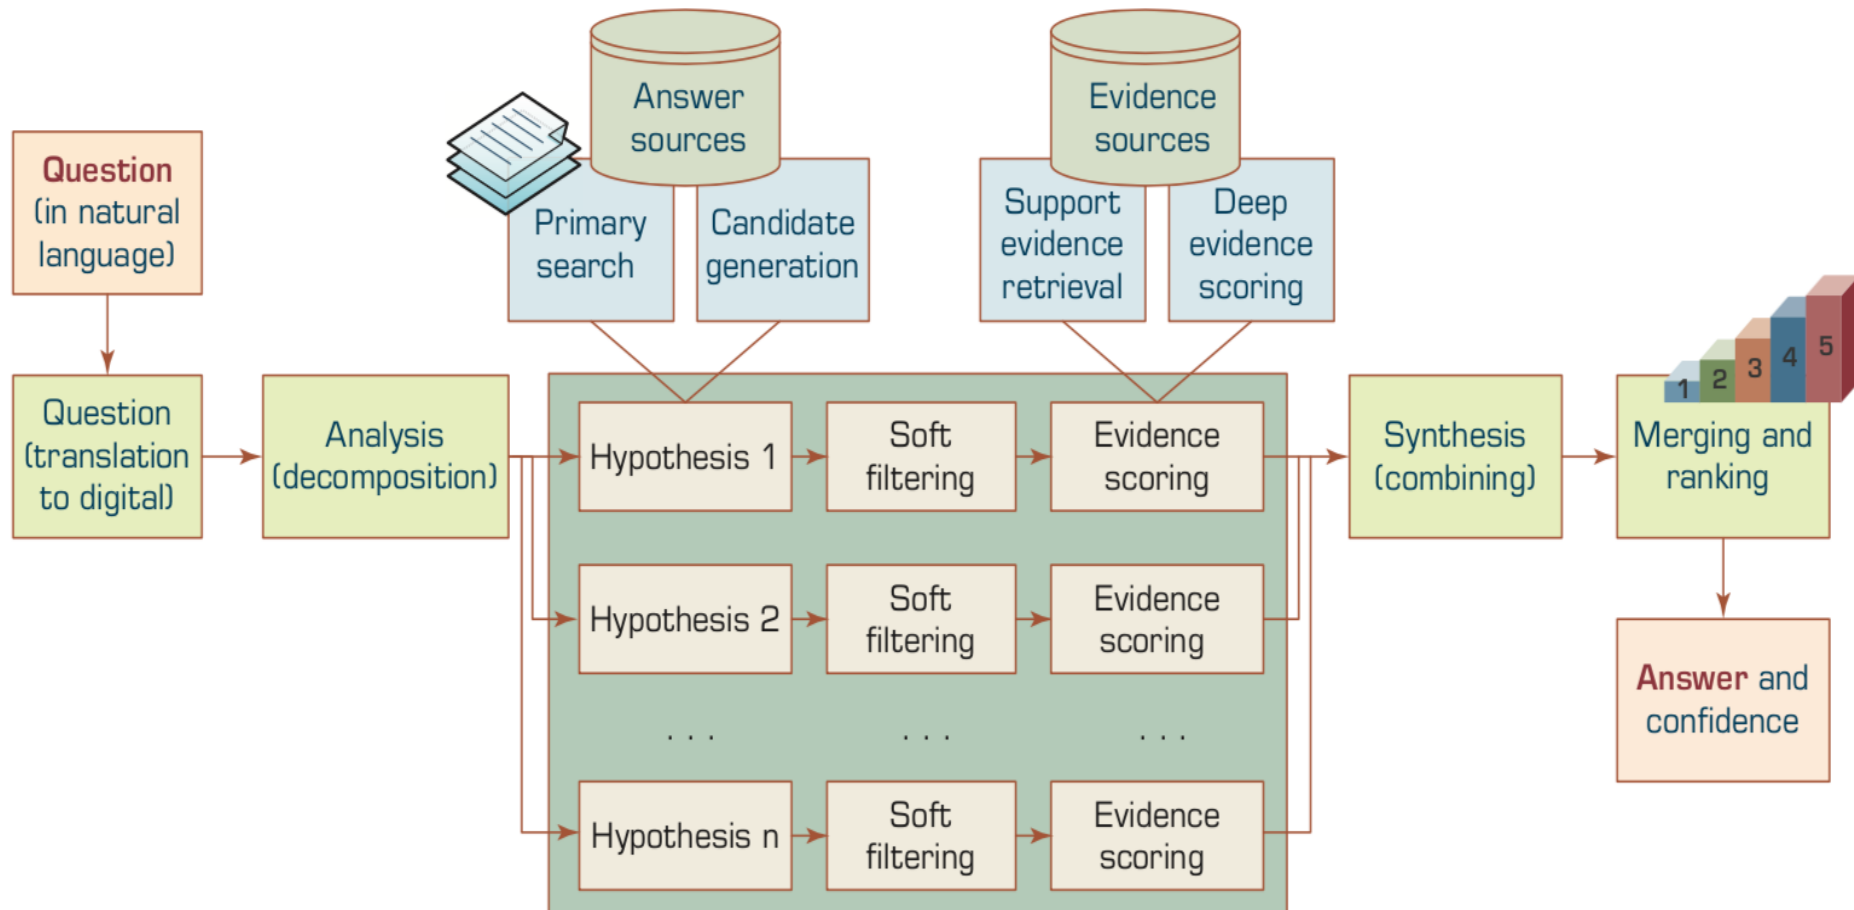 Answer
sources
Evidence
sources
Question
(in natural
language)
Primary
search
Candidate
generation
Support
evidence
retrieval
Deep
evidence
scoring
1
2
3
4
5
Question
(translation
to digital)
Analysis
(decomposition)
Hypothesis 1
Soft
filtering
Evidence
scoring
Synthesis
(combining)
Merging and
ranking
Hypothesis 2
Soft
filtering
Evidence
scoring
Answer and
confidence
. . .
. . .
. . .
Hypothesis n
Soft
filtering
Evidence
scoring